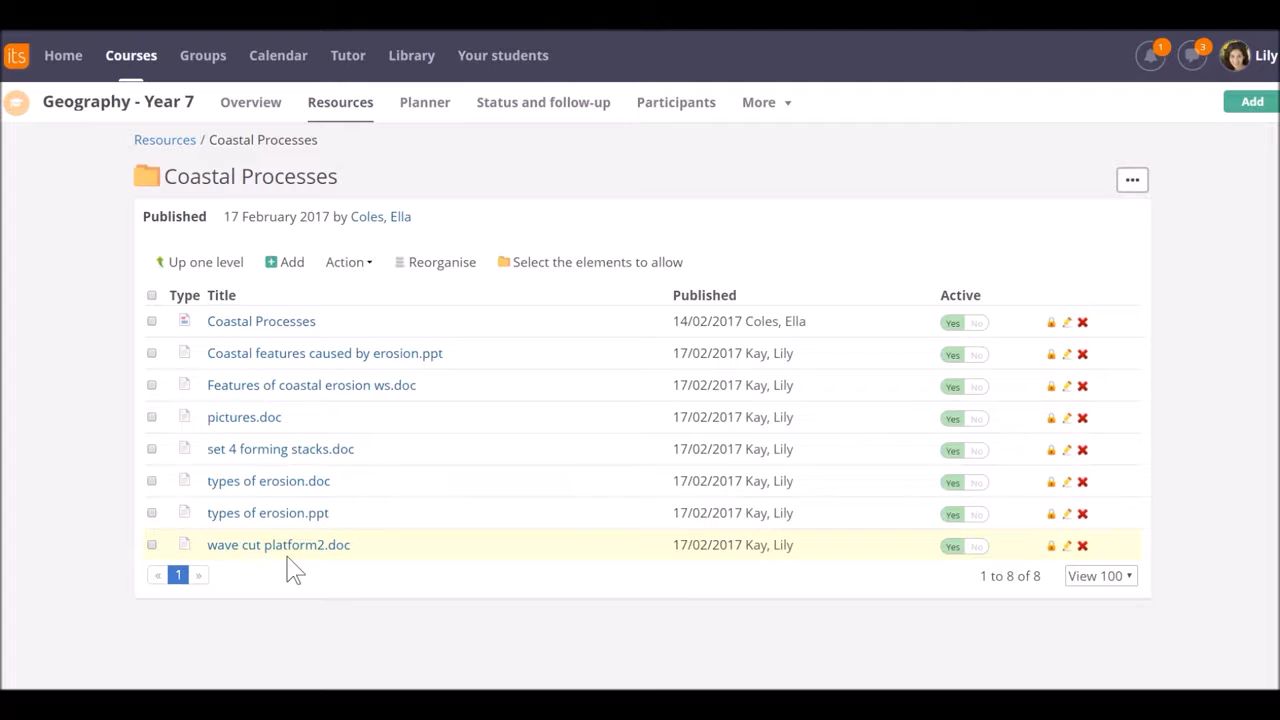 its Home Courses Groups Calendar Tutor Library Your students 1 3 Lily
Geography - Year 7 Overview Resources Planner Status and follow-up Participants More Add
Resources / Coastal Processes
Coastal Processes ...
Published 17 February 2017 by Coles, Ella
Up one level Add Action Reorganise Select the elements to allow
Type Title Published Active
Coastal Processes 14/02/2017 Coles, Ella Yes No
Coastal features caused by erosion.ppt 17/02/2017 Kay, Lily Yes No
Features of coastal erosion ws.doc 17/02/2017 Kay, Lily Yes No
pictures.doc 17/02/2017 Kay, Lily Yes No
set 4 forming stacks.doc 17/02/2017 Kay, Lily Yes No
types of erosion.doc 17/02/2017 Kay, Lily Yes No
types of erosion.ppt 17/02/2017 Kay, Lily Yes No
wave cut platform2.doc 17/02/2017 Kay, Lily Yes No
« 1 » 1 to 8 of 8 View 100